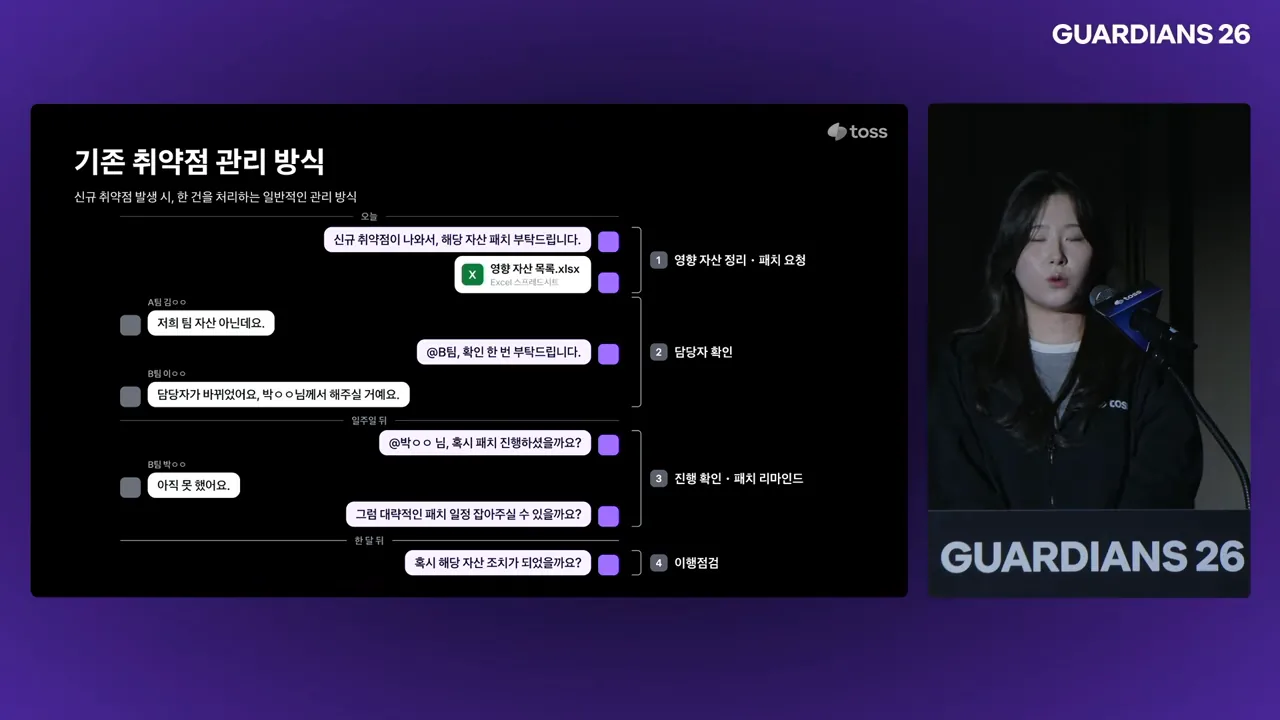 GUARDIANS 26
toss
기존 취약점 관리 방식
신규 취약점 발생 시, 한 건을 처리하는 일반적인 관리 방식
오늘
신규 취약점이 나와서, 해당 자산 패치 부탁드립니다.
X
영향 자산 목록.xlsx
Excel 스프레드시트
1 영향 자산 정리・패치 요청
A팀 김ㅇㅇ
저희 팀 자산 아닌데요.
@B팀, 확인 한 번 부탁드립니다.
2 담당자 확인
B팀 이ㅇㅇ
담당자가 바뀌었어요, 박ㅇㅇ님께서 해주실 거예요.
일주일 뒤
@박ㅇㅇ 님, 혹시 패치 진행하셨을까요?
B팀 박ㅇㅇ
아직 못 했어요.
3 진행 확인・패치 리마인드
그럼 대략적인 패치 일정 잡아주실 수 있을까요?
한 달 뒤
혹시 해당 자산 조치가 되었을까요?
4 이행점검
toss
GUARDIANS 26